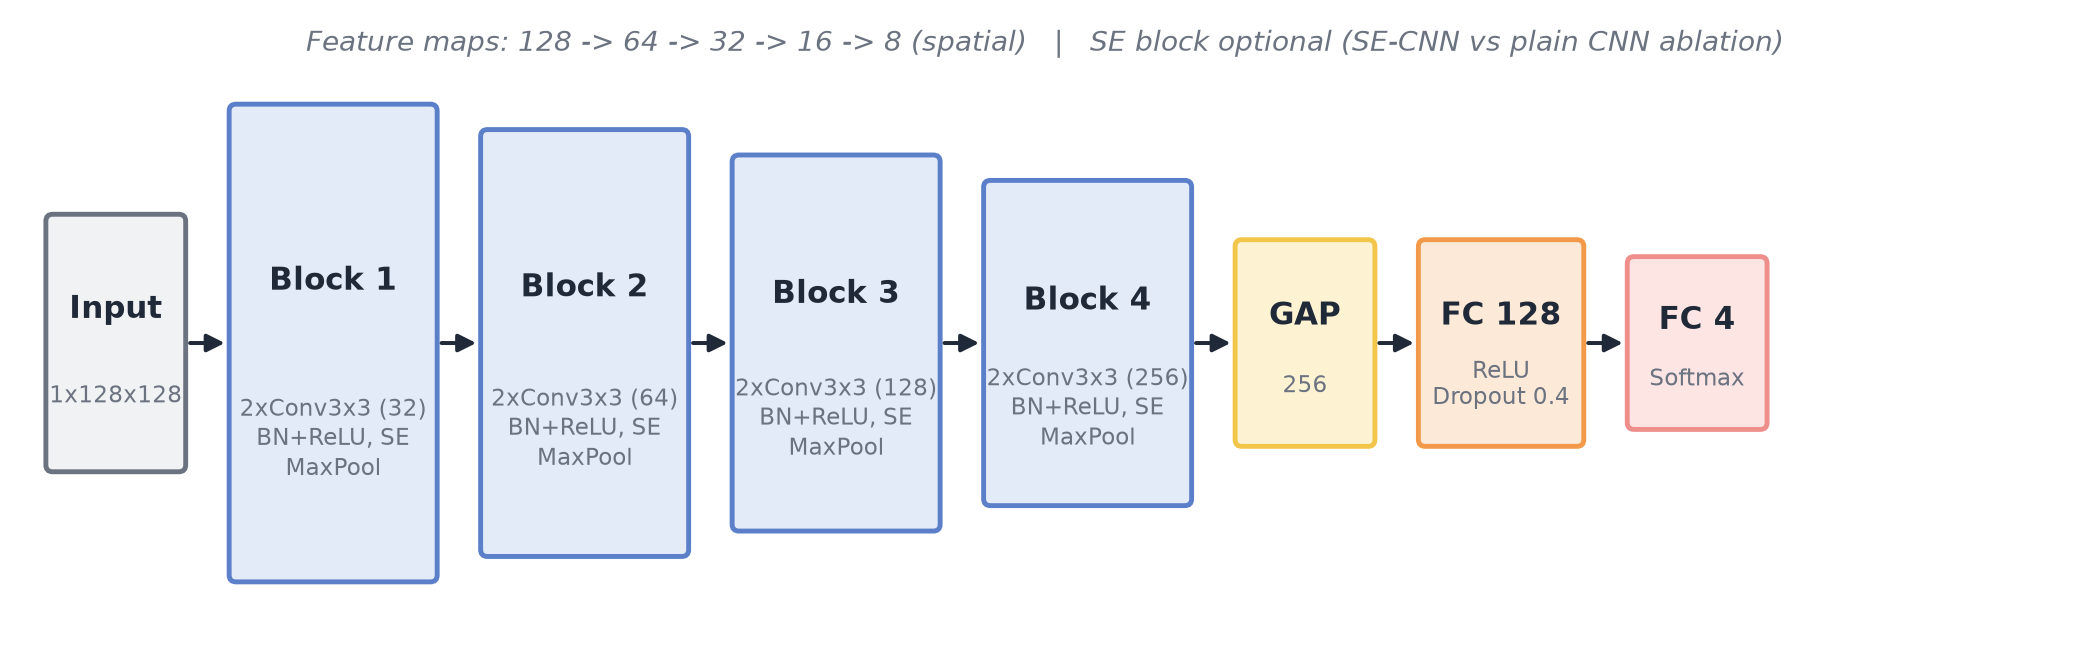 Feature maps: 128 -> 64 -> 32 -> 16 -> 8 (spatial)   |   SE block optional (SE-CNN vs plain CNN ablation)
Input
1x128x128
Block 1
2xConv3x3 (32)
BN+ReLU, SE
MaxPool
Block 2
2xConv3x3 (64)
BN+ReLU, SE
MaxPool
Block 3
2xConv3x3 (128)
BN+ReLU, SE
MaxPool
Block 4
2xConv3x3 (256)
BN+ReLU, SE
MaxPool
GAP
256
FC 128
ReLU
Dropout 0.4
FC 4
Softmax